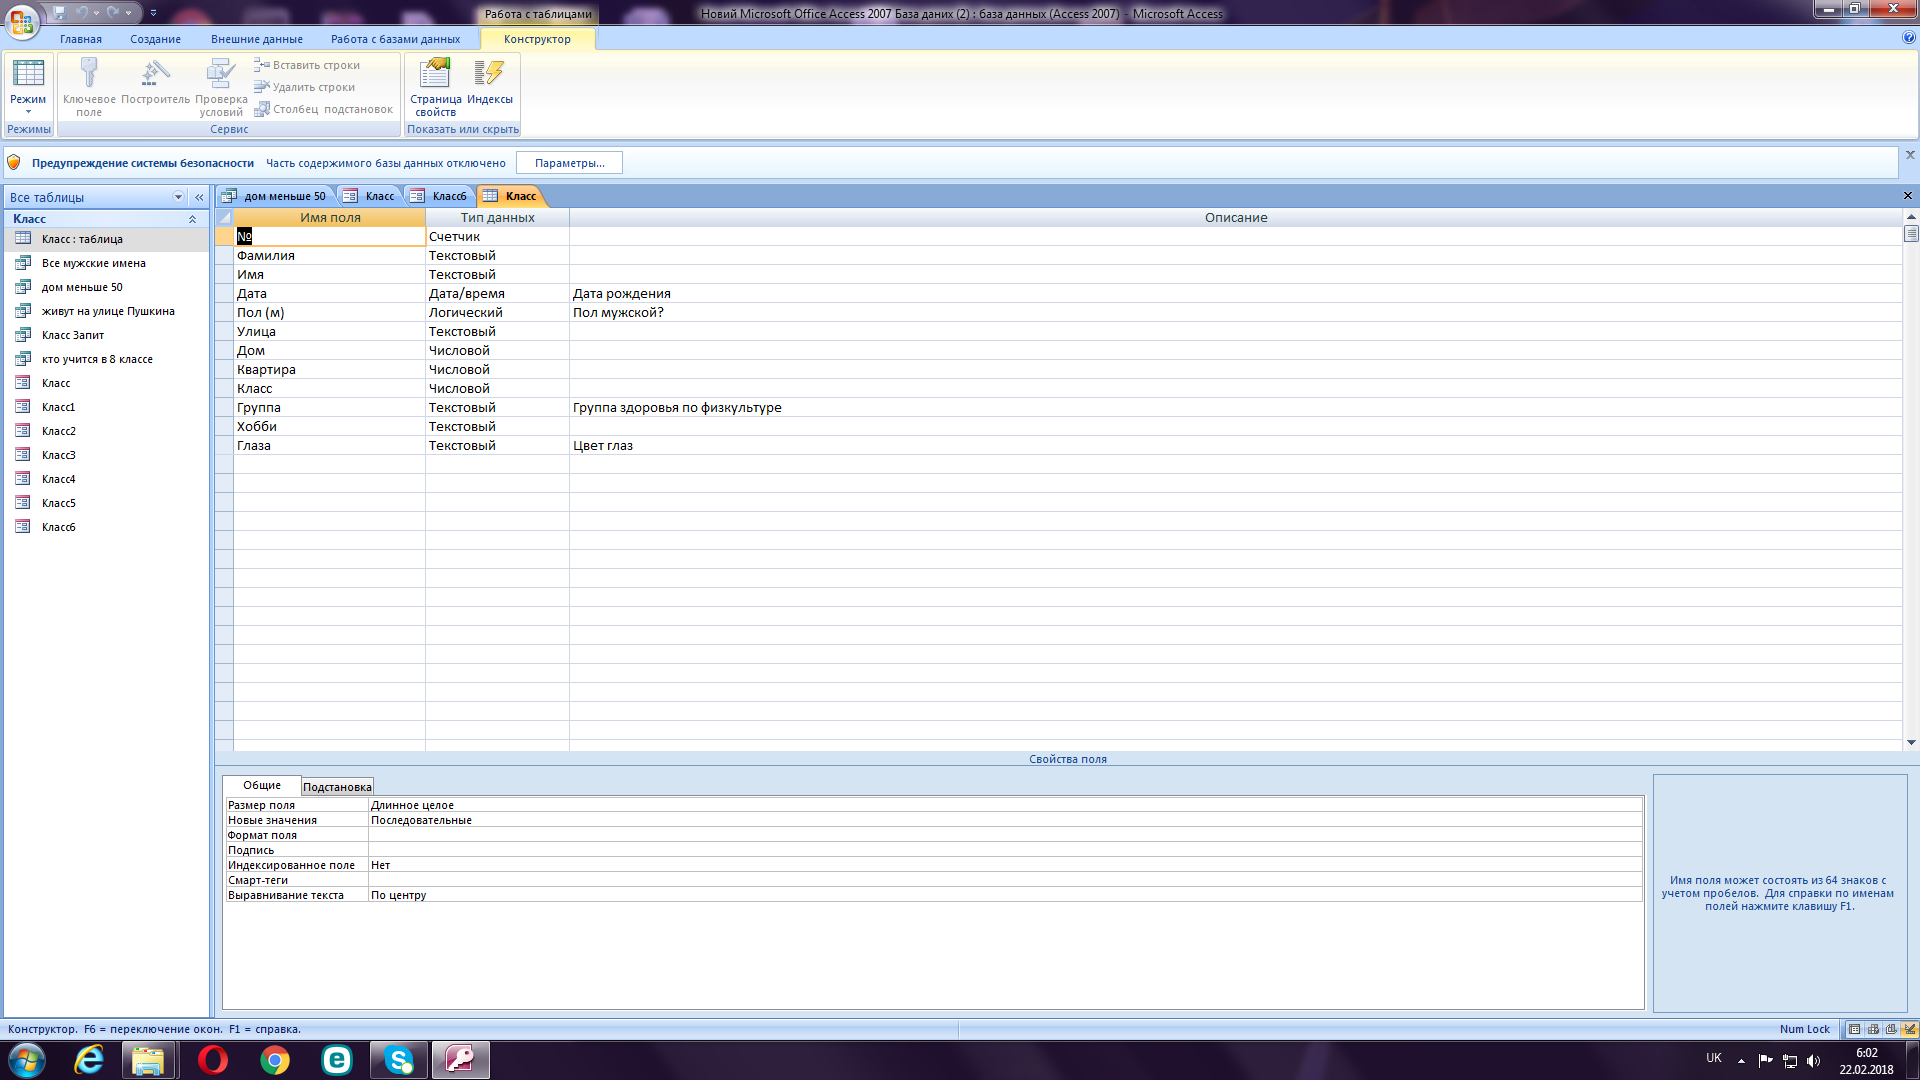 Работа с таблицами
Новий Microsoft Office Access 2007 База даних (2) : база данных (Access 2007) - Microsoft Access
Главная Создание Внешние данные Работа с базами данных Конструктор
Режим
Режимы
Ключевое поле
Построитель
Проверка условий
Вставить строки
Удалить строки
Столбец подстановок
Сервис
Страница свойств
Индексы
Показать или скрыть
Предупреждение системы безопасности Часть содержимого базы данных отключено Параметры...
Все таблицы
Класс
Класс : таблица
Все мужские имена
дом меньше 50
живут на улице Пушкина
Класс Запит
кто учится в 8 классе
Класс
Класс1
Класс2
Класс3
Класс4
Класс5
Класс6
дом меньше 50 Класс Класс6 Класс
Имя поля Тип данных Описание
№ Счетчик
Фамилия Текстовый
Имя Текстовый
Дата Дата/время Дата рождения
Пол (м) Логический Пол мужской?
Улица Текстовый
Дом Числовой
Квартира Числовой
Класс Числовой
Группа Текстовый Группа здоровья по физкультуре
Хобби Текстовый
Глаза Текстовый Цвет глаз
Свойства поля
Общие Подстановка
Размер поля Длинное целое
Новые значения Последовательные
Формат поля
Подпись
Индексированное поле Нет
Смарт-теги
Выравнивание текста По центру
Имя поля может состоять из 64 знаков с
учетом пробелов. Для справки по именам
полей нажмите клавишу F1.
Конструктор. F6 = переключение окон. F1 = справка.
Num Lock
UK
6:02
22.02.2018